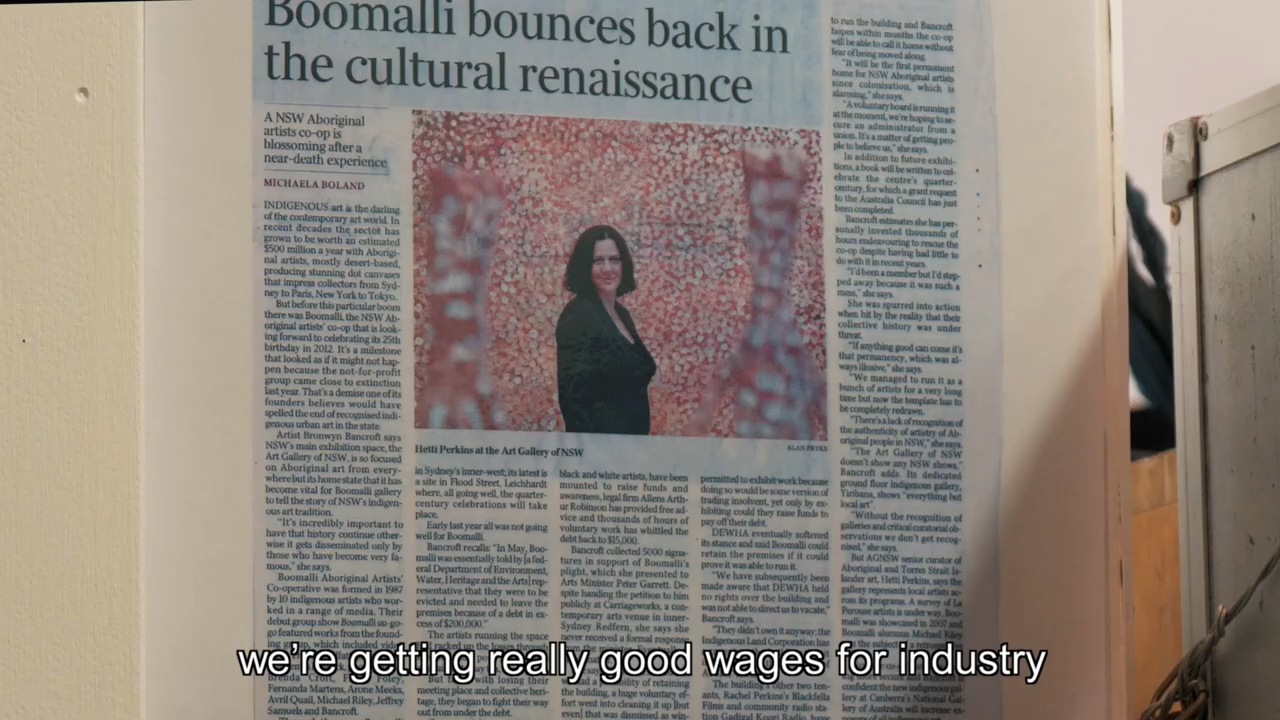 Boomalli bounces back in
the cultural renaissance
A NSW Aboriginal
artists co-op is
blossoming after a
near-death experience
MICHAELA BOLAND
INDIGENOUS art is the darling
of the contemporary art world. In
recent decades the sector has
grown to be worth an estimated
$500 million a year with Aborigi-
nal artists, mostly desert-based,
producing stunning dot canvases
that impress collectors from Syd-
ney to Paris, New York to Tokyo.
But before this particular boom
there was Boomalli, the NSW Ab-
original artists' co-op that is look-
ing forward to celebrating its 25th
birthday in 2012. It's a milestone
that looked as if it might not hap-
pen because the not-for-profit
group came close to extinction
last year. That's a demise one of its
founders believes would have
spelled the end of recognised indi-
genous urban art in the state.
Artist Bronwyn Bancroft says
NSW's main exhibition space, the
Art Gallery of NSW, is so focused
on Aboriginal art from every-
where but its home state that it has
become vital for Boomalli gallery
to tell the story of NSW's indigen-
ous art tradition.
"It's incredibly important to
have that history continue other-
wise it gets disseminated only by
those who have become very fa-
mous," she says.
Boomalli Aboriginal Artists'
Co-operative was formed in 1987
by 10 indigenous artists who wor-
ked in a range of media. Their
debut group show Boomalli au-go-
go featured works from the found-
ing group, which included
Fernanda Martens, Arone Meeks,
Avril Quail, Michael Riley, Jeffrey
Samuels and Bancroft.
Hetti Perkins at the Art Gallery of NSW
ALAN PRYKE
in Sydney's inner-west; its latest is
a site in Flood Street, Leichhardt
where, all going well, the quarter-
century celebrations will take
place.
Early last year all was not going
well for Boomalli.
Bancroft recalls: "In May, Boo-
malli was essentially told by [a fed-
eral Department of Environment,
Water, Heritage and the Arts] rep-
resentative that they were to be
evicted and needed to leave the
premises because of a debt in ex-
cess of $200,000."
The artists running the space
meeting place and collective heri-
tage, they began to fight their way
out from under the debt.
black and white artists, have been
mounted to raise funds and
awareness, legal firm Allens Arth-
ur Robinson has provided free ad-
vice and thousands of hours of
voluntary work has whittled the
debt back to $15,000.
Bancroft collected 5000 signa-
tures in support of Boomalli's
plight, which she presented to
Arts Minister Peter Garrett. De-
spite handing the petition to him
publicly at Carriageworks, a con-
temporary arts venue in inner-
Sydney Redfern, she says she
never received a formal response
of retaining
the building, a huge voluntary ef-
fort went into cleaning it up [but
even] that was dismissed as win-
permitted to exhibit work because
doing so would be some version of
trading insolvent, yet only by ex-
hibiting could they raise funds to
pay off their debt.
DEWHA eventually softened
its stance and said Boomalli could
retain the premises if it could
prove it was able to run it.
"We have subsequently been
made aware that DEWHA held
no rights over the building and
was not able to direct us to vacate,"
Bancroft says.
"They didn't own it anyway; the
Indigenous Land Corporation has
The building's other two ten-
ants, Rachel Perkins's Blackfella
Films and community radio sta-
tion Gadigal Koori Radio, have
to run the building and Bancroft
hopes within months the co-op
will be able to call it home without
fear of being moved along.
"It will be the first permanent
home for NSW Aboriginal artists
since colonisation, which is
alarming," she says.
"A voluntary board is running it
at the moment, we're hoping to se-
cure an administrator from a
union. It's a matter of getting peo-
ple to believe us," she says.
In addition to future exhibi-
tions, a book will be written to cel-
ebrate the centre's quarter-
century, for which a grant request
to the Australia Council has just
been completed.
Bancroft estimates she has per-
sonally invested thousands of
hours endeavouring to rescue the
co-op despite having had little to
do with it in recent years.
"I'd been a member but I'd step-
ped away because it was such a
mess," she says.
She was spurred into action
when hit by the reality that their
collective history was under
threat.
"If anything good can come it's
that permanency, which was al-
ways illusive," she says.
"We managed to run it as a
bunch of artists for a very long
time but now the template has to
be completely redrawn.
"There's a lack of recognition of
the authenticity of artistry of Ab-
original people in NSW," she says.
"The Art Gallery of NSW
doesn't show any NSW shows,"
Bancroft adds. Its dedicated
ground floor indigenous gallery,
Yiribana, shows "everything but
local art".
"Without the recognition of
galleries and critical curatorial ob-
servations we don't get recog-
nised," she says.
But AGNSW senior curator of
Aboriginal and Torres Strait Is-
lander art, Hetti Perkins, says the
gallery represents local artists ac-
ross its programs. A survey of La
Perouse artists is under way, Boo-
malli was showcased in 2007 and
Boomalli alumnus Michael Riley
confident the new indigenous gal-
lery at Canberra's National Gal-
lery of Australia will increase ex-
we're getting really good wages for industry